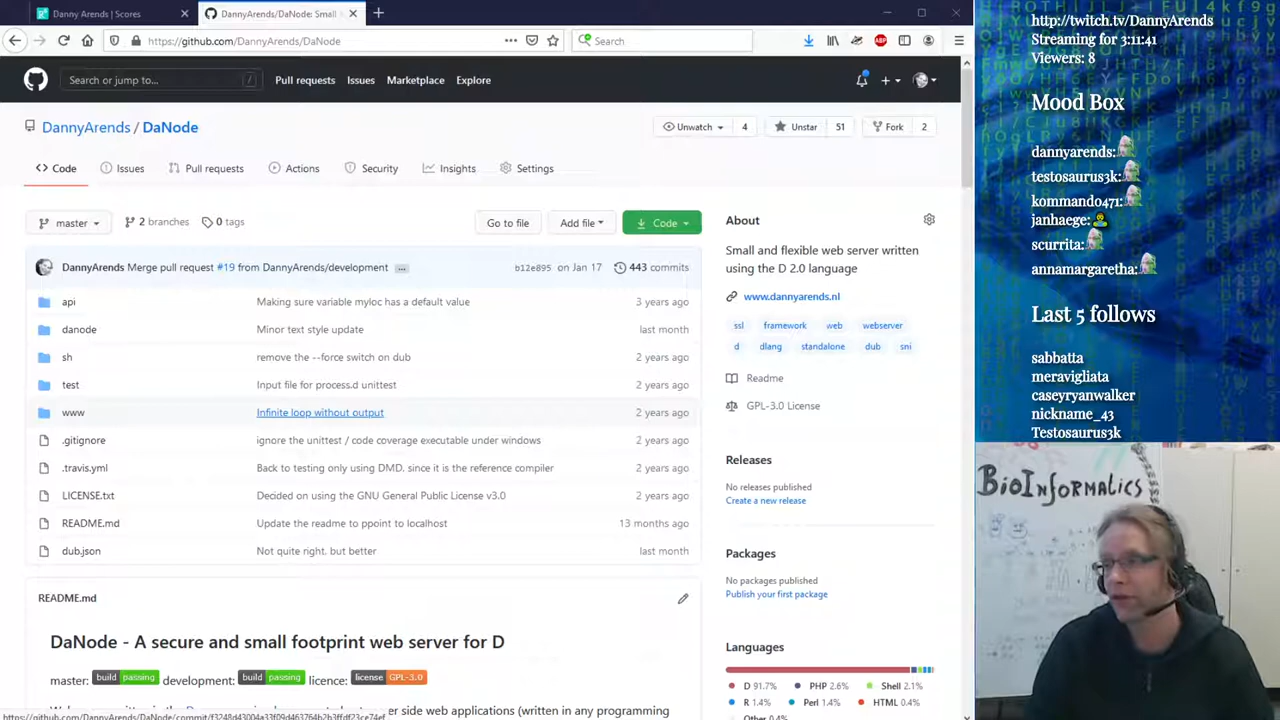 DannyArends | Scores
DannyArends/DaNode: Small
https://github.com/DannyArends/DaNode
Search
Search or jump to...
/
Pull requests
Issues
Marketplace
Explore
DannyArends / DaNode
Unwatch
4
Unstar
51
Fork
2
Code
Issues
Pull requests
Actions
Security
Insights
Settings
master
2 branches
0 tags
Go to file
Add file
Code
DannyArends Merge pull request #19 from DannyArends/development ...
b12e895 on Jan 17
443 commits
api
Making sure variable myloc has a default value
3 years ago
danode
Minor text style update
last month
sh
remove the --force switch on dub
2 years ago
test
Input file for process.d unittest
2 years ago
www
Infinite loop without output
2 years ago
.gitignore
ignore the unittest / code coverage executable under windows
2 years ago
.travis.yml
Back to testing only using DMD. since it is the reference compiler
2 years ago
LICENSE.txt
Decided on using the GNU General Public License v3.0
2 years ago
README.md
Update the readme to ppoint to localhost
13 months ago
dub.json
Not quite right. but better
last month
README.md
DaNode - A secure and small footprint web server for D
master: build passing development: build passing licence: license GPL-3.0
er side web applications (written in any programming
About
Small and flexible web server written
using the D 2.0 language
www.dannyarends.nl
ssl framework web webserver
d dlang standalone dub sni
Readme
GPL-3.0 License
Releases
No releases published
Create a new release
Packages
No packages published
Publish your first package
Languages
D 91.7% PHP 2.6% Shell 2.1%
R 1.4% Perl 1.4% HTML 0.4%
Other 0.4%
http://twitch.tv/DannyArends
Streaming for 3:11:41
Viewers: 8
Mood Box
dannyarends:
testosaurus3k:
kommando471:
janhaege:
scurrita:
annamargaretha:
Last 5 follows
sabbatta
meravigliata
caseyryanwalker
nickname_43
Testosaurus3k
BioInformatics